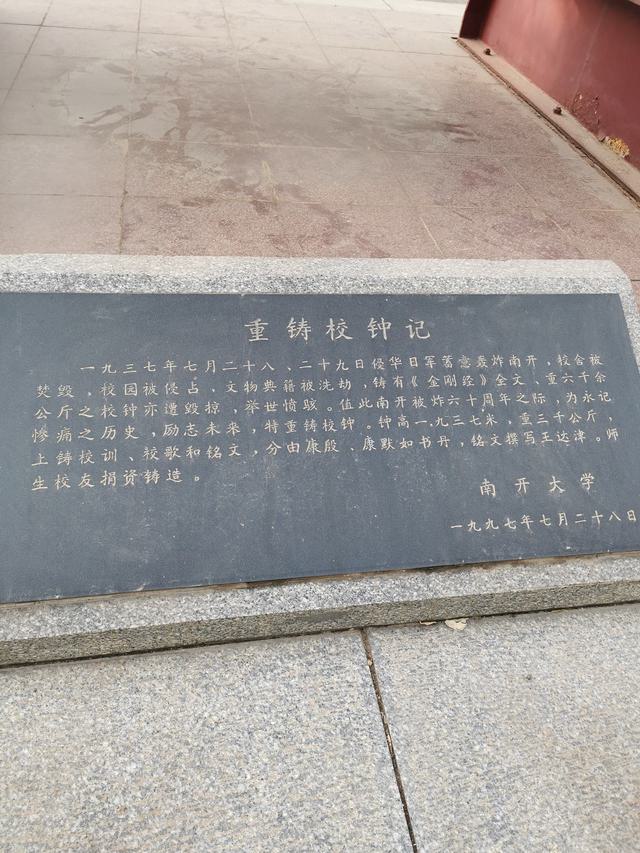 重铸校钟记
一九三七年七月二十八、二十九日侵华日军蓄意轰炸南开，校舍被
焚毁，校园被侵占、文物典籍被洗劫，铸有《金刚经》全文、重六千余
公斤之校钟亦遭毁掠，举世愤骇。值此南开被炸六十周年之际，为永记
惨痛之历史，励志未来，特重铸校钟。钟高一.九三七米，重三千公斤，
上铸校训、校歌和铭文，分由康殷、康默如书丹，铭文撰写王达津。师
生校友捐资铸造。
南开大学
一九九七年七月二十八日